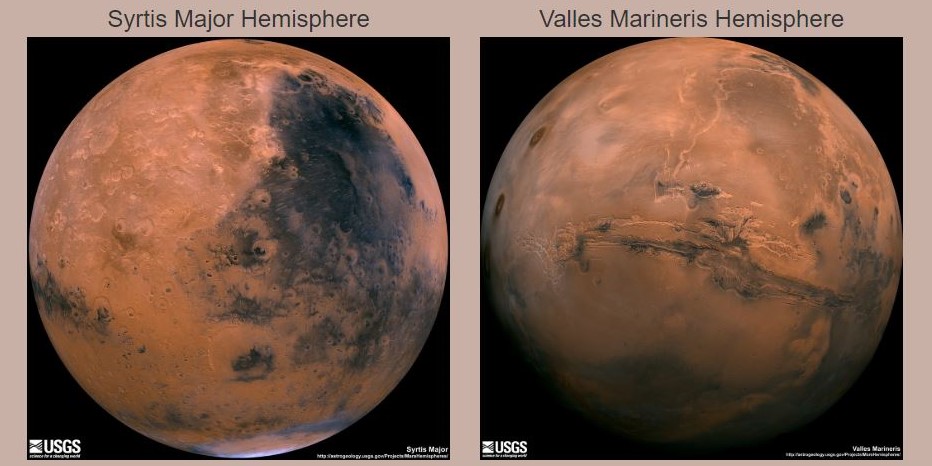 Syrtis Major Hemisphere
Valles Marineris Hemisphere
USGS
science for a changing world
Syrtis Major
http://astrogeology.usgs.gov/Projects/MarsHemispheres/
USGS
science for a changing world
Valles Marineris
http://astrogeology.usgs.gov/Projects/MarsHemispheres/